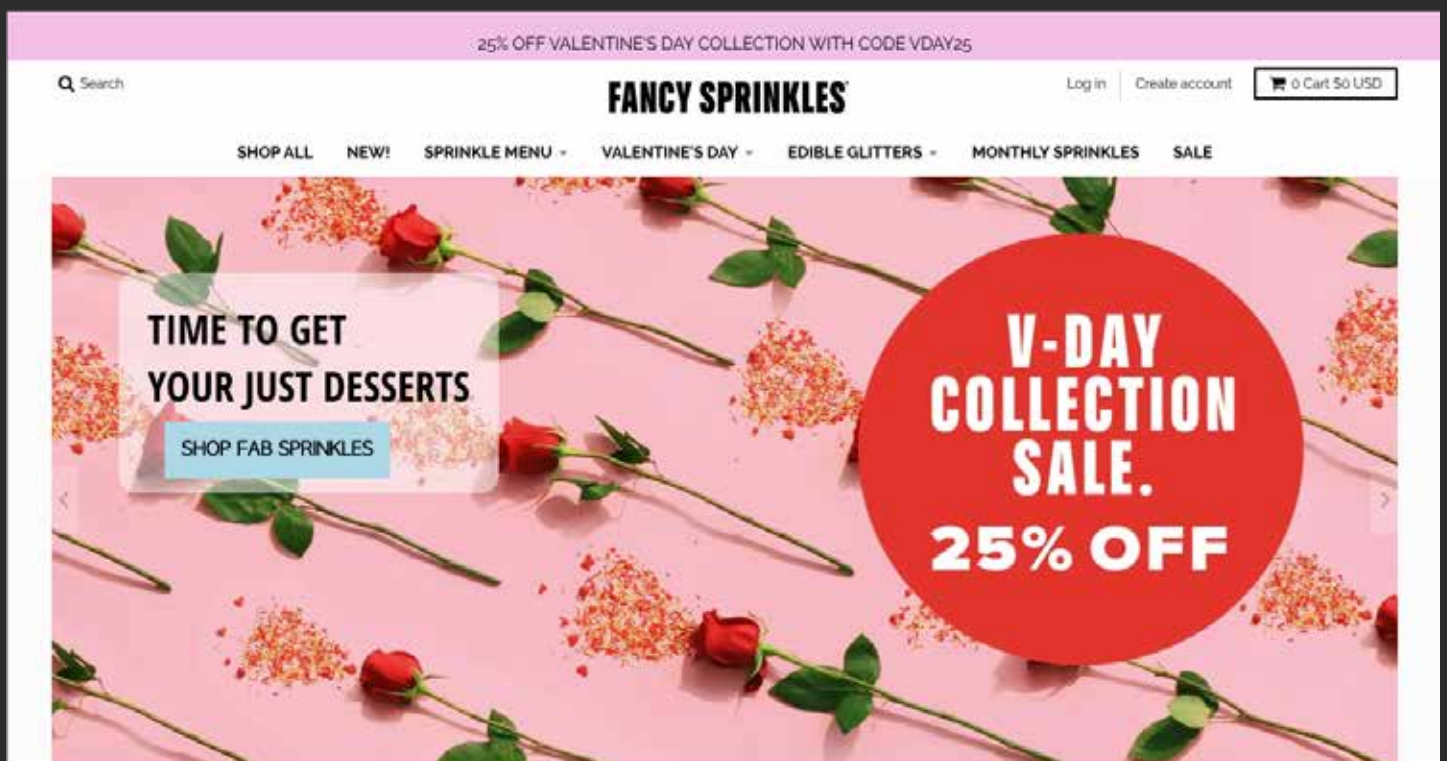 25% OFF VALENTINE'S DAY COLLECTION WITH CODE VDAY25
Search
FANCY SPRINKLES
Log in
Create account
0 Cart $0 USD
SHOP ALL
NEW!
SPRINKLE MENU
VALENTINE'S DAY
EDIBLE GLITTERS
MONTHLY SPRINKLES
SALE
TIME TO GET
YOUR JUST DESSERTS
SHOP FAB SPRINKLES
V-DAY
COLLECTION
SALE.
25% OFF